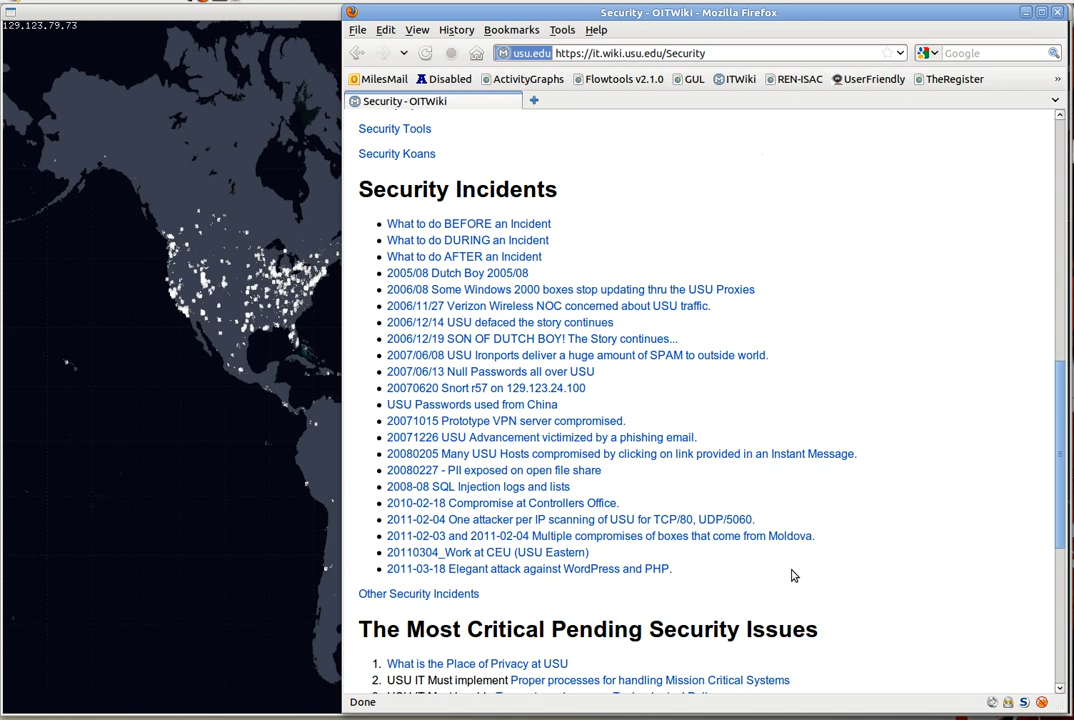 129.123.79.73
Security - OITWiki - Mozilla Firefox
File Edit View History Bookmarks Tools Help
usu.edu https://it.wiki.usu.edu/Security
Google
MilesMail Disabled ActivityGraphs Flowtools v2.1.0 GUL ITWiki REN-ISAC UserFriendly TheRegister »
Security - OITWiki
Security Tools
Security Koans
Security Incidents
• What to do BEFORE an Incident
• What to do DURING an Incident
• What to do AFTER an Incident
• 2005/08 Dutch Boy 2005/08
• 2006/08 Some Windows 2000 boxes stop updating thru the USU Proxies
• 2006/11/27 Verizon Wireless NOC concerned about USU traffic.
• 2006/12/14 USU defaced the story continues
• 2006/12/19 SON OF DUTCH BOY! The Story continues...
• 2007/06/08 USU Ironports deliver a huge amount of SPAM to outside world.
• 2007/06/13 Null Passwords all over USU
• 20070620 Snort r57 on 129.123.24.100
• USU Passwords used from China
• 20071015 Prototype VPN server compromised.
• 20071226 USU Advancement victimized by a phishing email.
• 20080205 Many USU Hosts compromised by clicking on link provided in an Instant Message.
• 20080227 - PII exposed on open file share
• 2008-08 SQL Injection logs and lists
• 2010-02-18 Compromise at Controllers Office.
• 2011-02-04 One attacker per IP scanning of USU for TCP/80, UDP/5060.
• 2011-02-03 and 2011-02-04 Multiple compromises of boxes that come from Moldova.
• 20110304_Work at CEU (USU Eastern)
• 2011-03-18 Elegant attack against WordPress and PHP.
Other Security Incidents
The Most Critical Pending Security Issues
1. What is the Place of Privacy at USU
2. USU IT Must implement Proper processes for handling Mission Critical Systems
Done